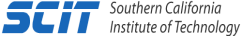 SCIT Southern California
Institute of Technology